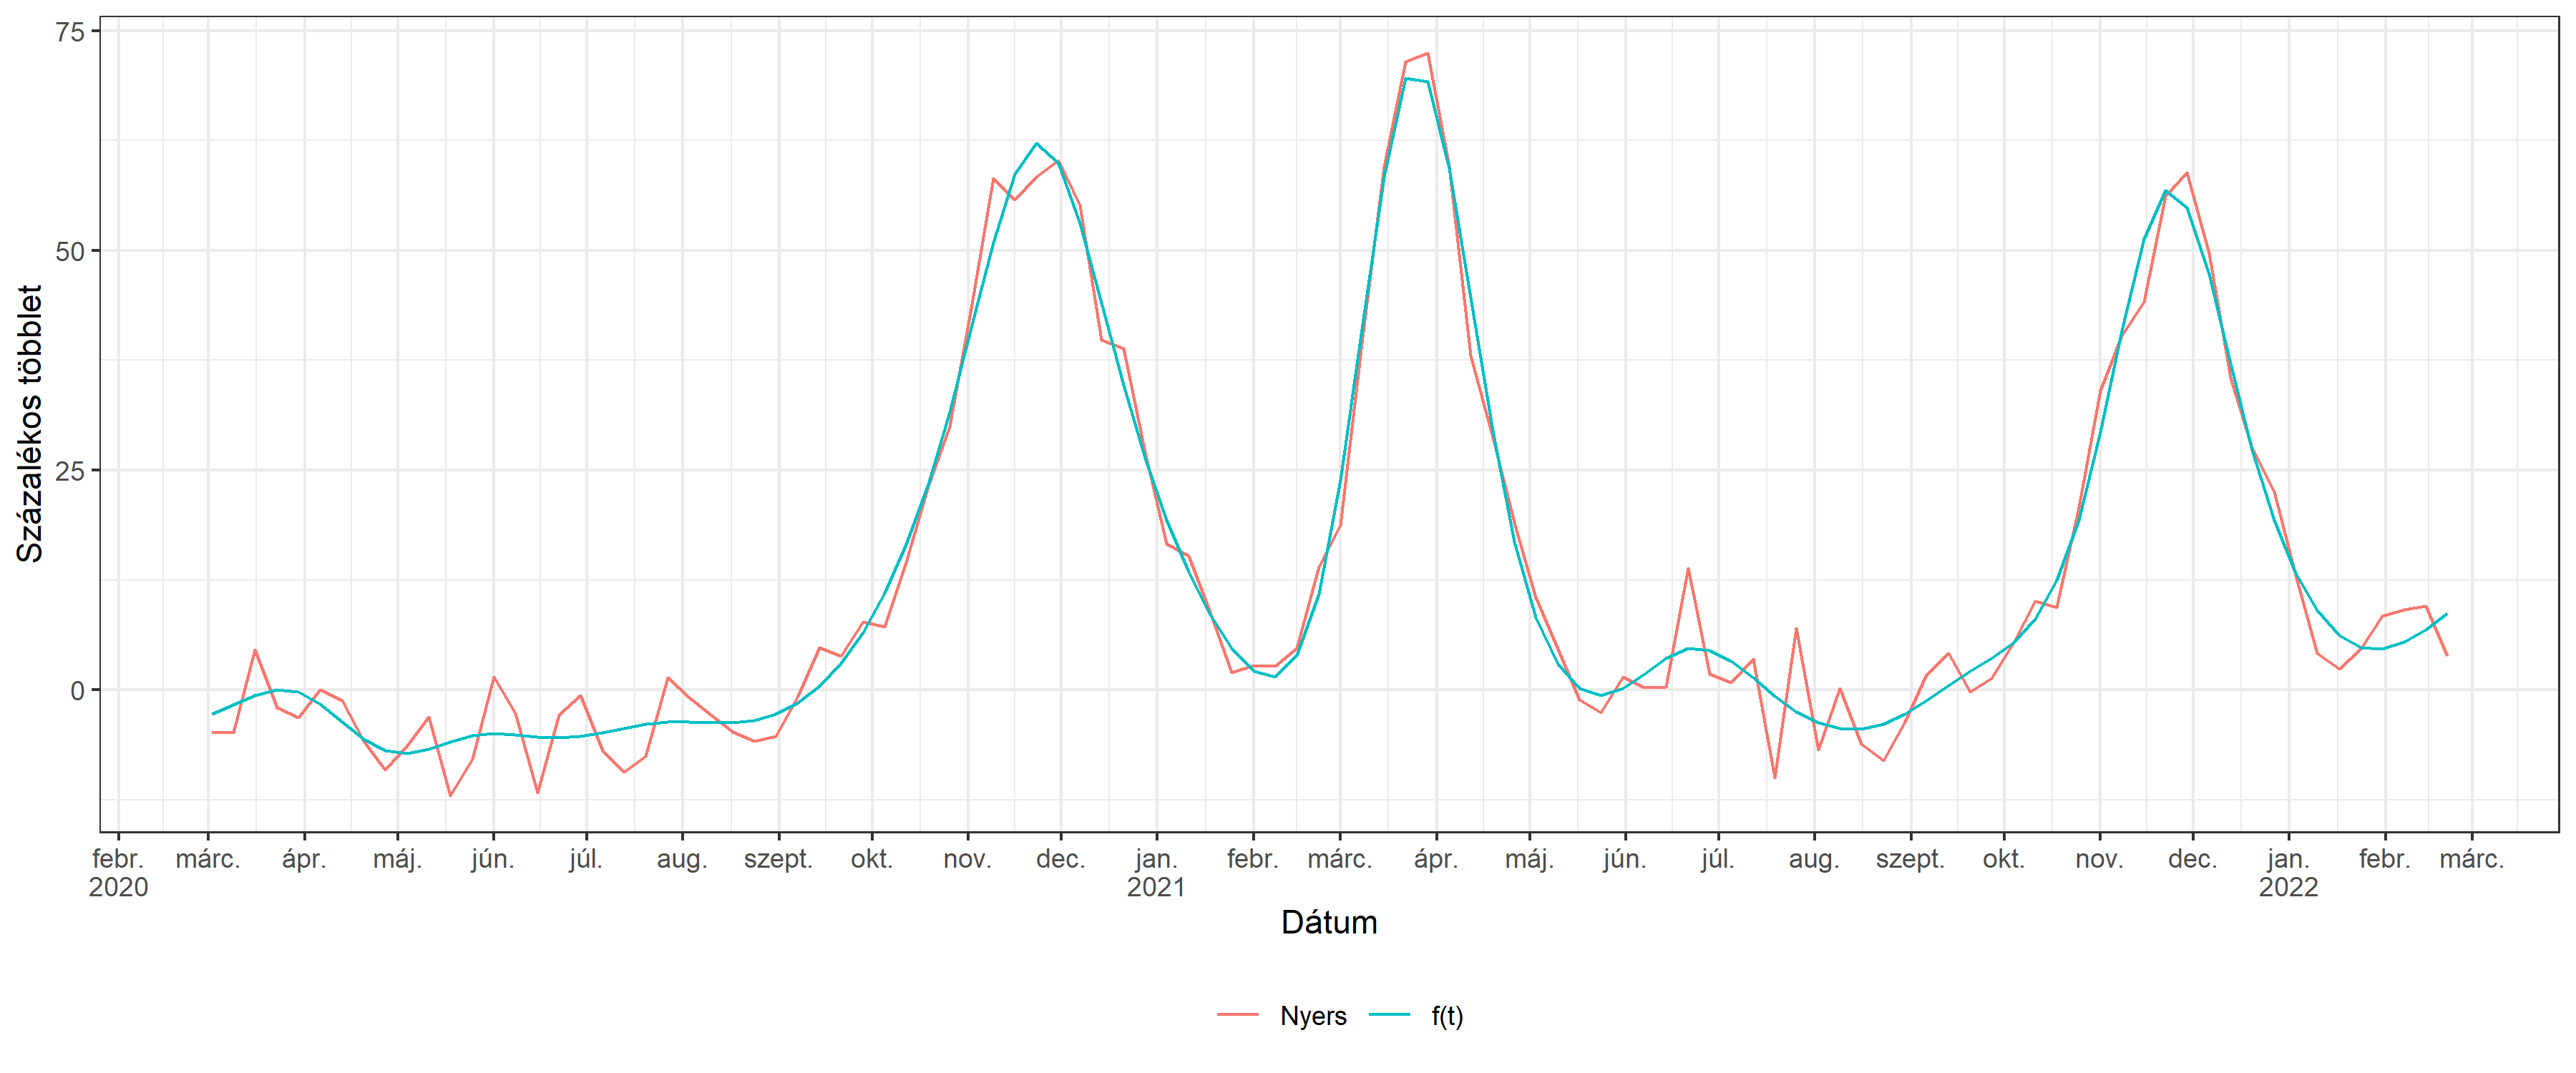 75
50
25
0
Százalékos többlet
febr. márc. ápr. máj. jún. júl. aug. szept. okt. nov. dec. jan. febr. márc. ápr. máj. jún. júl. aug. szept. okt. nov. dec. jan. febr. márc.
2020 2021 2022
Dátum
Nyers f(t)